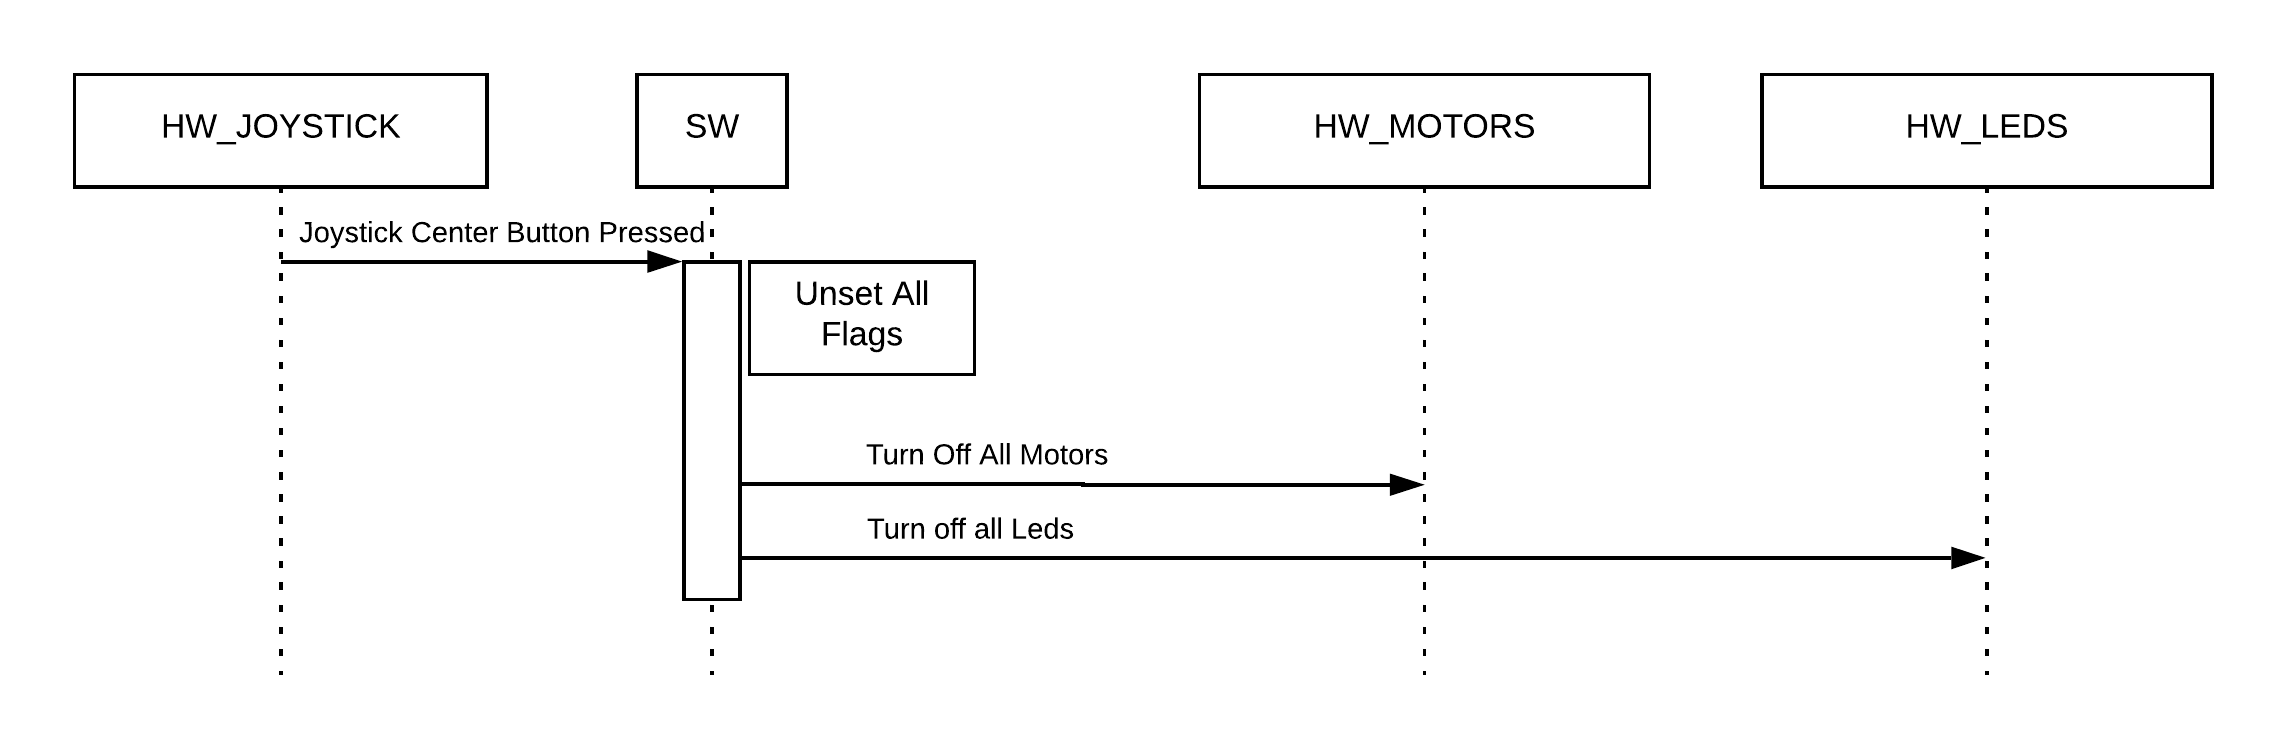 HW_JOYSTICK
SW
HW_MOTORS
HW_LEDS
Joystick Center Button Pressed
Unset All
Flags
Turn Off All Motors
Turn off all Leds